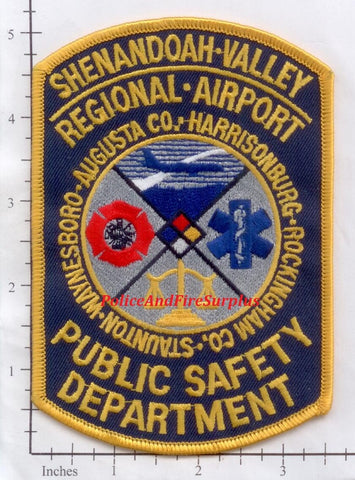 SHENANDOAH·VALLEY
REGIONAL·AIRPORT
STAUNTON·WAYNESBORO·AUGUSTA CO.·HARRISONBURG·ROCKINGHAM CO.·
PoliceAndFireSurplus
PUBLIC SAFETY
DEPARTMENT
5
4
3
2
1
Inches
1
2
3